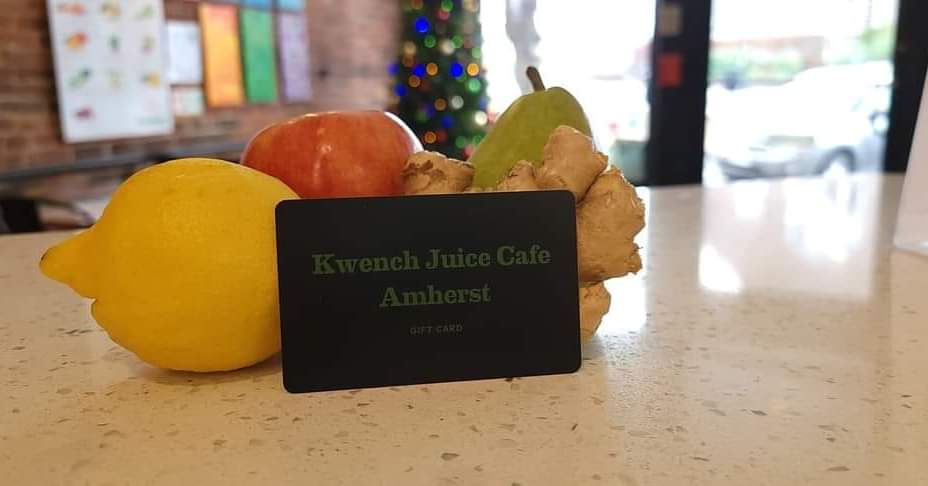 Kwench Juice Cafe
Amherst
GIFT CARD